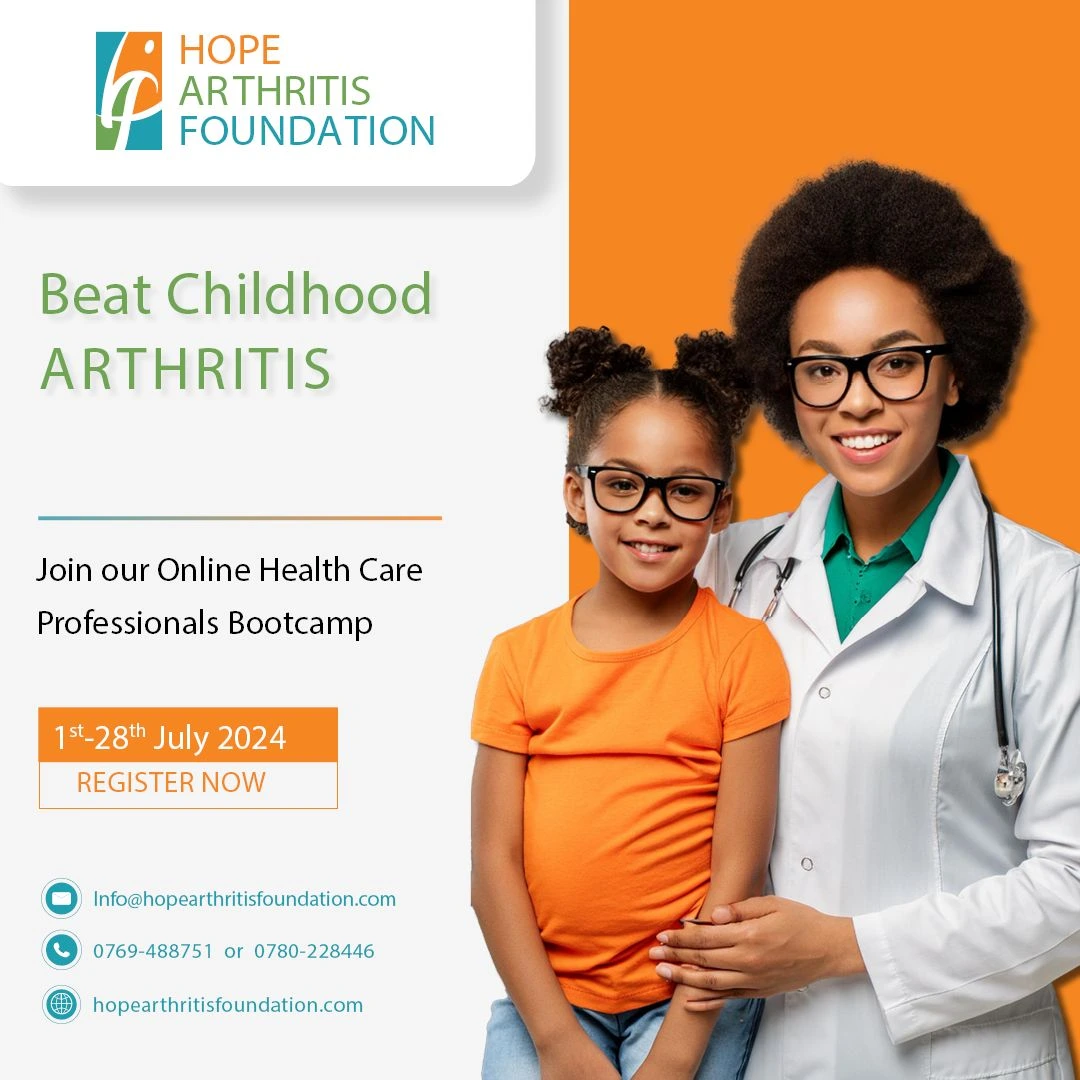 HOPE
ARTHRITIS
FOUNDATION
Beat Childhood
ARTHRITIS
Join our Online Health Care
Professionals Bootcamp
1st-28th July 2024
REGISTER NOW
Info@hopearthritisfoundation.com
0769-488751 or 0780-228446
hopearthritisfoundation.com